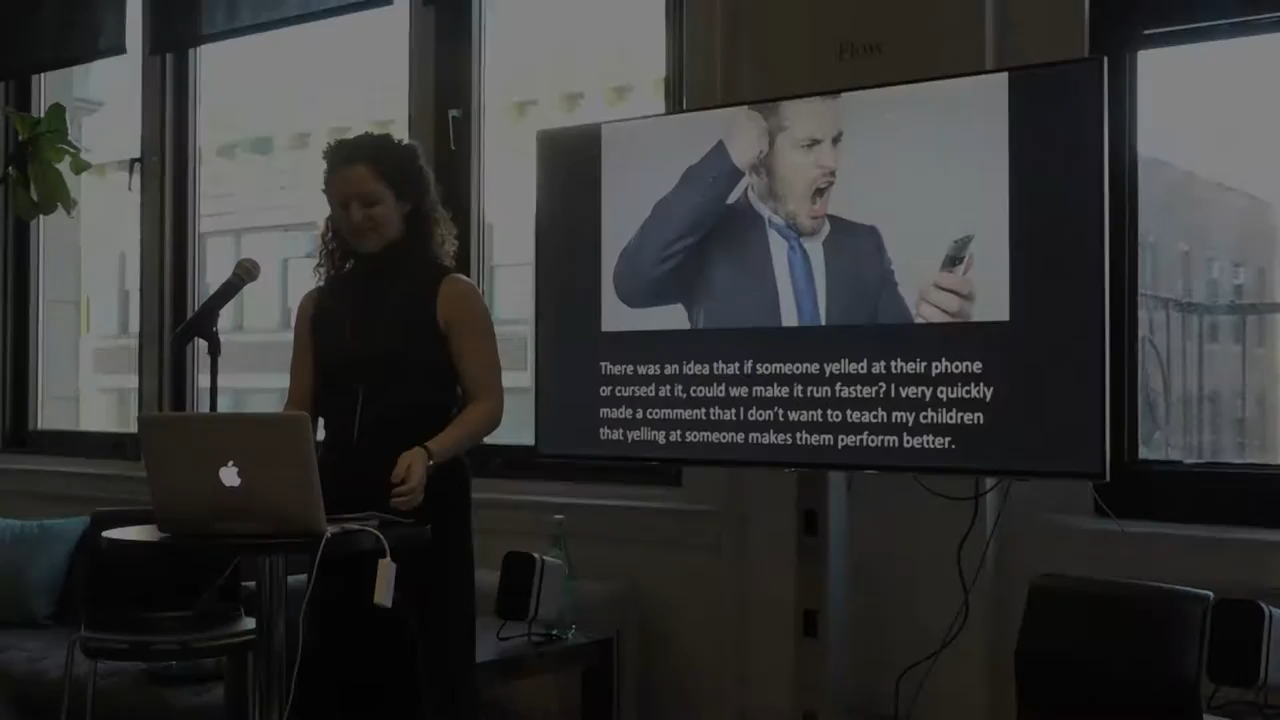 Flow
There was an idea that if someone yelled at their phone
or cursed at it, could we make it run faster? I very quickly
made a comment that I don't want to teach my children
that yelling at someone makes them perform better.